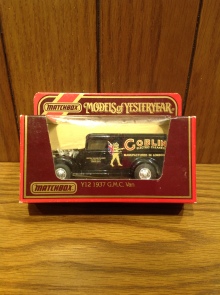 MATCHBOX
MODELS of YESTERYEAR
GOBLIN
MATCHBOX
Y12 1937 G.M.C. Van